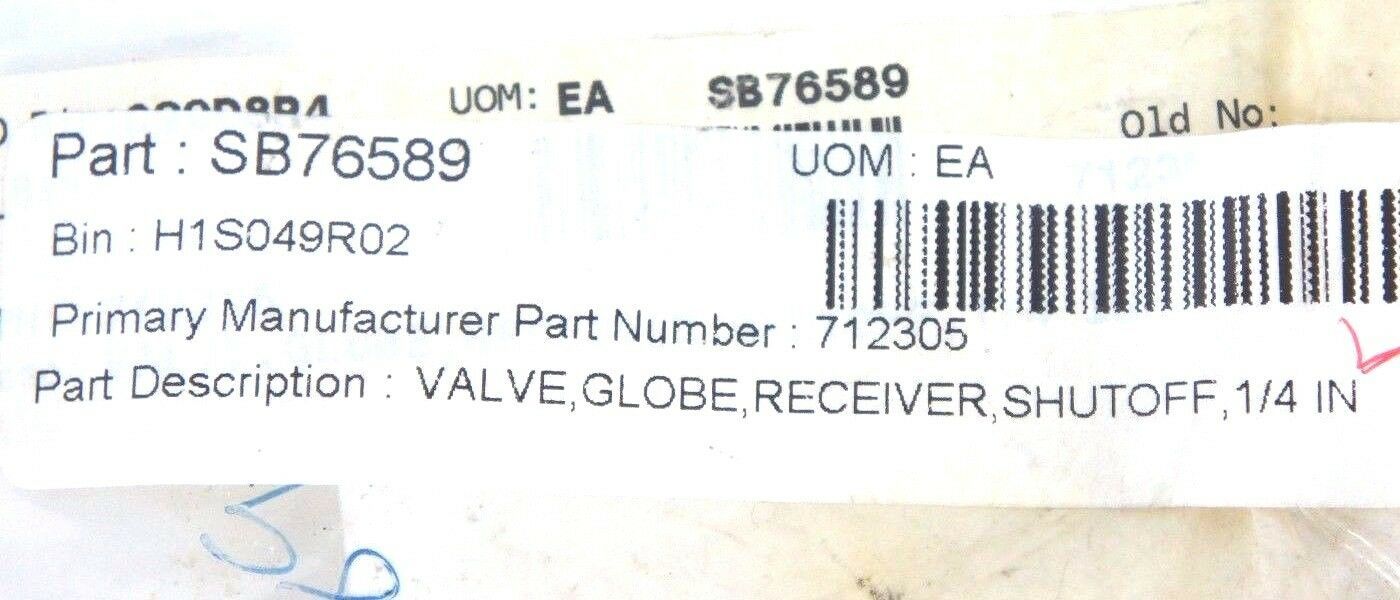 UOM: EA SB76589 Old No:
Part : SB76589 UOM : EA
Bin : H1S049R02
Primary Manufacturer Part Number : 712305
Part Description : VALVE,GLOBE,RECEIVER,SHUTOFF,1/4 IN